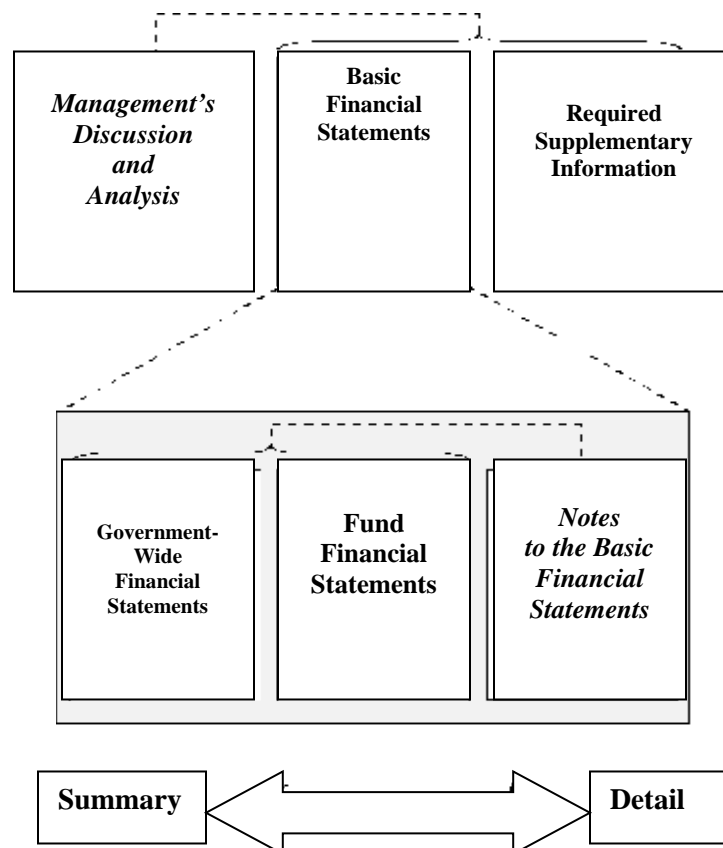 Management’s
Discussion
and
Analysis
Basic
Financial
Statements
Required
Supplementary
Information
Government-
Wide
Financial
Statements
Fund
Financial
Statements
Notes
to the Basic
Financial
Statements
Summary
Detail